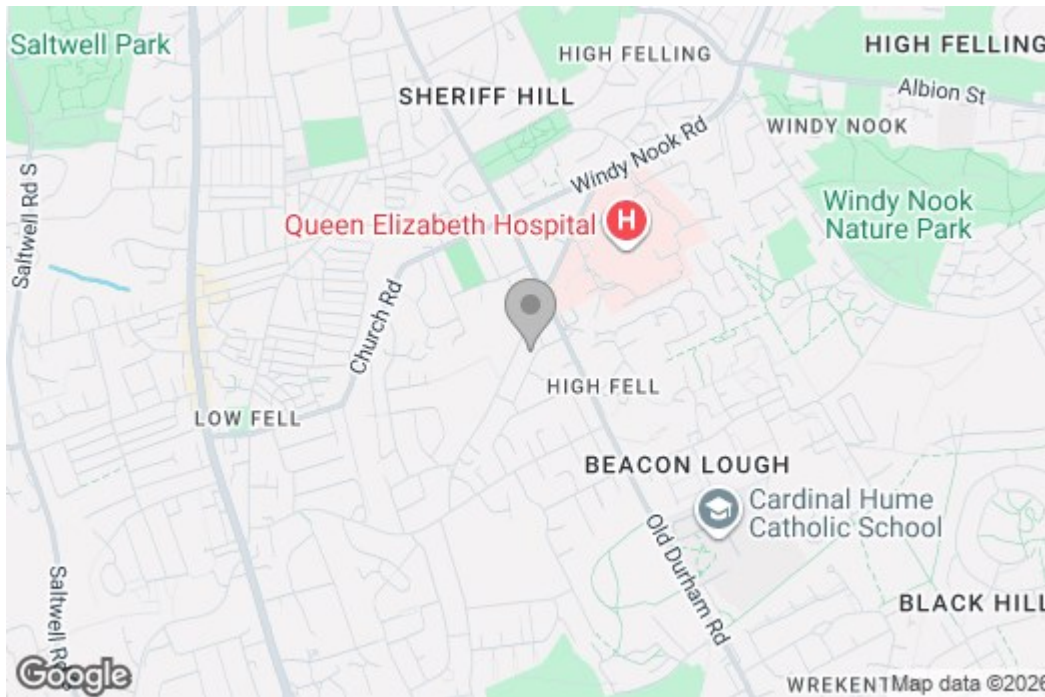 Saltwell Park
HIGH FELLING
HIGH FELLING
SHERIFF HILL
Albion St
WINDY NOOK
Windy Nook Rd
Saltwell Rd S
Queen Elizabeth Hospital
H
Windy Nook
Nature Park
Church Rd
HIGH FELL
LOW FELL
BEACON LOUGH
Cardinal Hume
Catholic School
Old Durham Rd
Saltwell Rd
BLACK HILL
Google
WREKENT
Map data ©2026